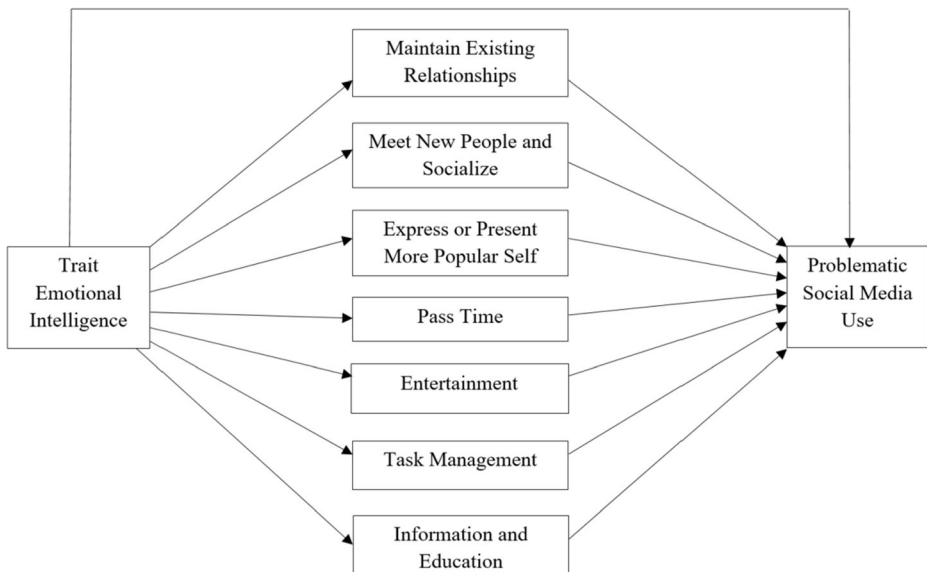 Maintain Existing
Relationships
Meet New People and
Socialize
Express or Present
More Popular Self
Trait
Emotional
Intelligence
Pass Time
Problematic
Social Media
Use
Entertainment
Task Management
Information and
Education